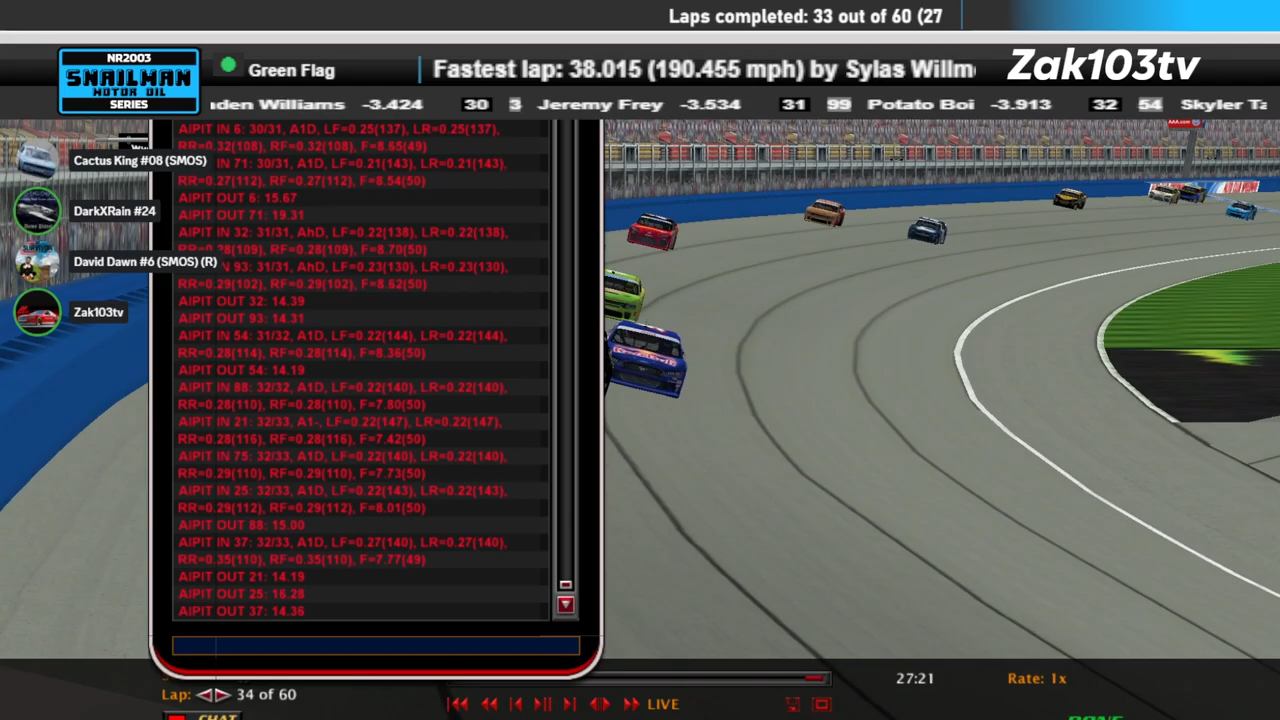 Laps completed: 33 out of 60 (27
NR2003
SNAILMAN
MOTOR OIL
SERIES
Green Flag
Fastest lap: 38.015 (190.455 mph) by Sylas Willm
Zak103tv
den Williams -3.424 30 3 Jeremy Frey -3.534 31 99 Potato Boi -3.913 32 54 Skyler Ta
AIPIT IN 6: 30/31, A1D, LF=0.25(137), LR=0.25(137),
RR=0.32(108), RF=0.32(108), F=8.65(49)
Cactus King #08 (SMOS)
IN 71: 30/31, A1D, LF=0.21(143), LR=0.21(143),
RR=0.27(112), RF=0.27(112), F=8.54(50)
AIPIT OUT 6: 15.67
DarkXRain #24
AIPIT OUT 71: 19.31
AIPIT IN 32: 31/31, AhD, LF=0.22(138), LR=0.22(138),
RR=0.28(109), RF=0.28(109), F=8.70(50)
David Dawn #6 (SMOS) (R)
IN 93: 31/31, AhD, LF=0.23(130), LR=0.23(130),
RR=0.29(102), RF=0.29(102), F=8.62(50)
AIPIT OUT 32: 14.39
Zak103tv
AIPIT OUT 93: 14.31
AIPIT IN 54: 31/32, A1D, LF=0.22(144), LR=0.22(144),
RR=0.28(114), RF=0.28(114), F=8.36(50)
AIPIT OUT 54: 14.19
AIPIT IN 88: 32/32, A1D, LF=0.22(140), LR=0.22(140),
RR=0.28(110), RF=0.28(110), F=7.80(50)
AIPIT IN 21: 32/33, A1-, LF=0.22(147), LR=0.22(147),
RR=0.28(116), RF=0.28(116), F=7.42(50)
AIPIT IN 75: 32/33, A1D, LF=0.22(140), LR=0.22(140),
RR=0.29(110), RF=0.29(110), F=7.73(50)
AIPIT IN 25: 32/33, A1D, LF=0.22(143), LR=0.22(143),
RR=0.29(112), RF=0.29(112), F=8.01(50)
AIPIT OUT 88: 15.00
AIPIT IN 37: 32/33, A1D, LF=0.27(140), LR=0.27(140),
RR=0.35(110), RF=0.35(110), F=7.77(49)
AIPIT OUT 21: 14.19
AIPIT OUT 25: 16.28
AIPIT OUT 37: 14.36
Lap: 34 of 60
LIVE
27:21
Rate: 1x
CHAT
DONE